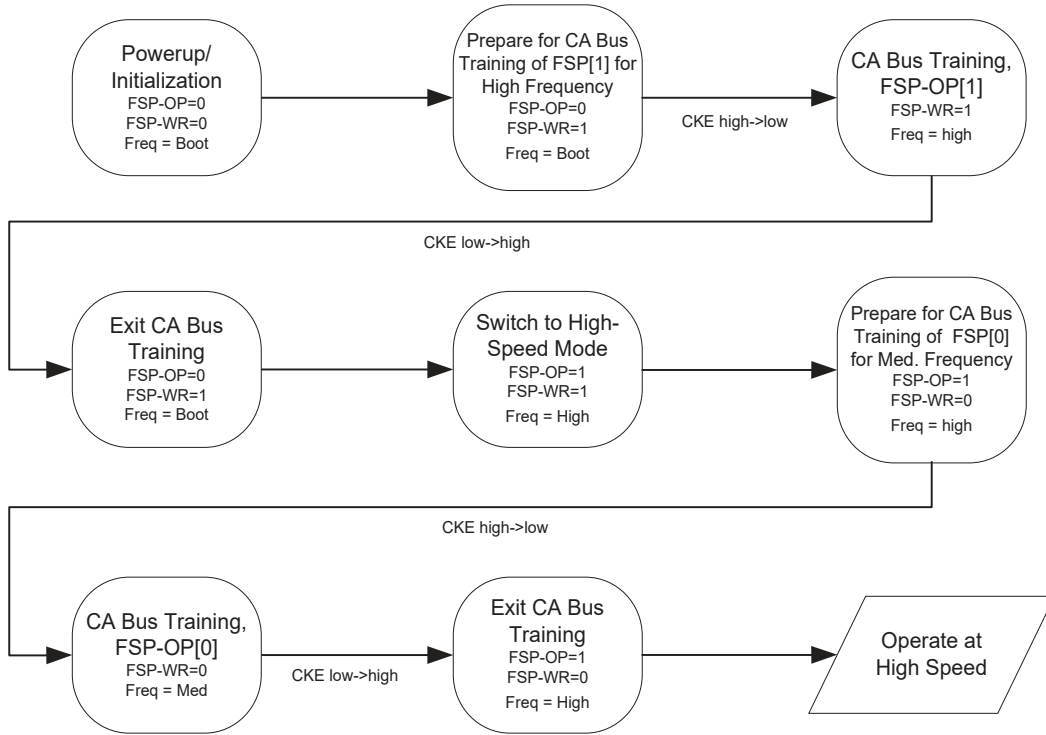 Powerup/
Initialization
FSP-OP=0
FSP-WR=0
Freq = Boot
Prepare for CA Bus
Training of FSP[1] for
High Frequency
FSP-OP=0
FSP-WR=1
Freq = Boot
CKE high->low
CA Bus Training,
FSP-OP[1]
FSP-WR=1
Freq = high
CKE low->high
Exit CA Bus
Training
FSP-OP=0
FSP-WR=1
Freq = Boot
Switch to High-
Speed Mode
FSP-OP=1
FSP-WR=1
Freq = High
Prepare for CA Bus
Training of FSP[0]
for Med. Frequency
FSP-OP=1
FSP-WR=0
Freq = high
CKE high->low
CA Bus Training,
FSP-OP[0]
FSP-WR=0
Freq = Med
CKE low->high
Exit CA Bus
Training
FSP-OP=1
FSP-WR=0
Freq = High
Operate at
High Speed